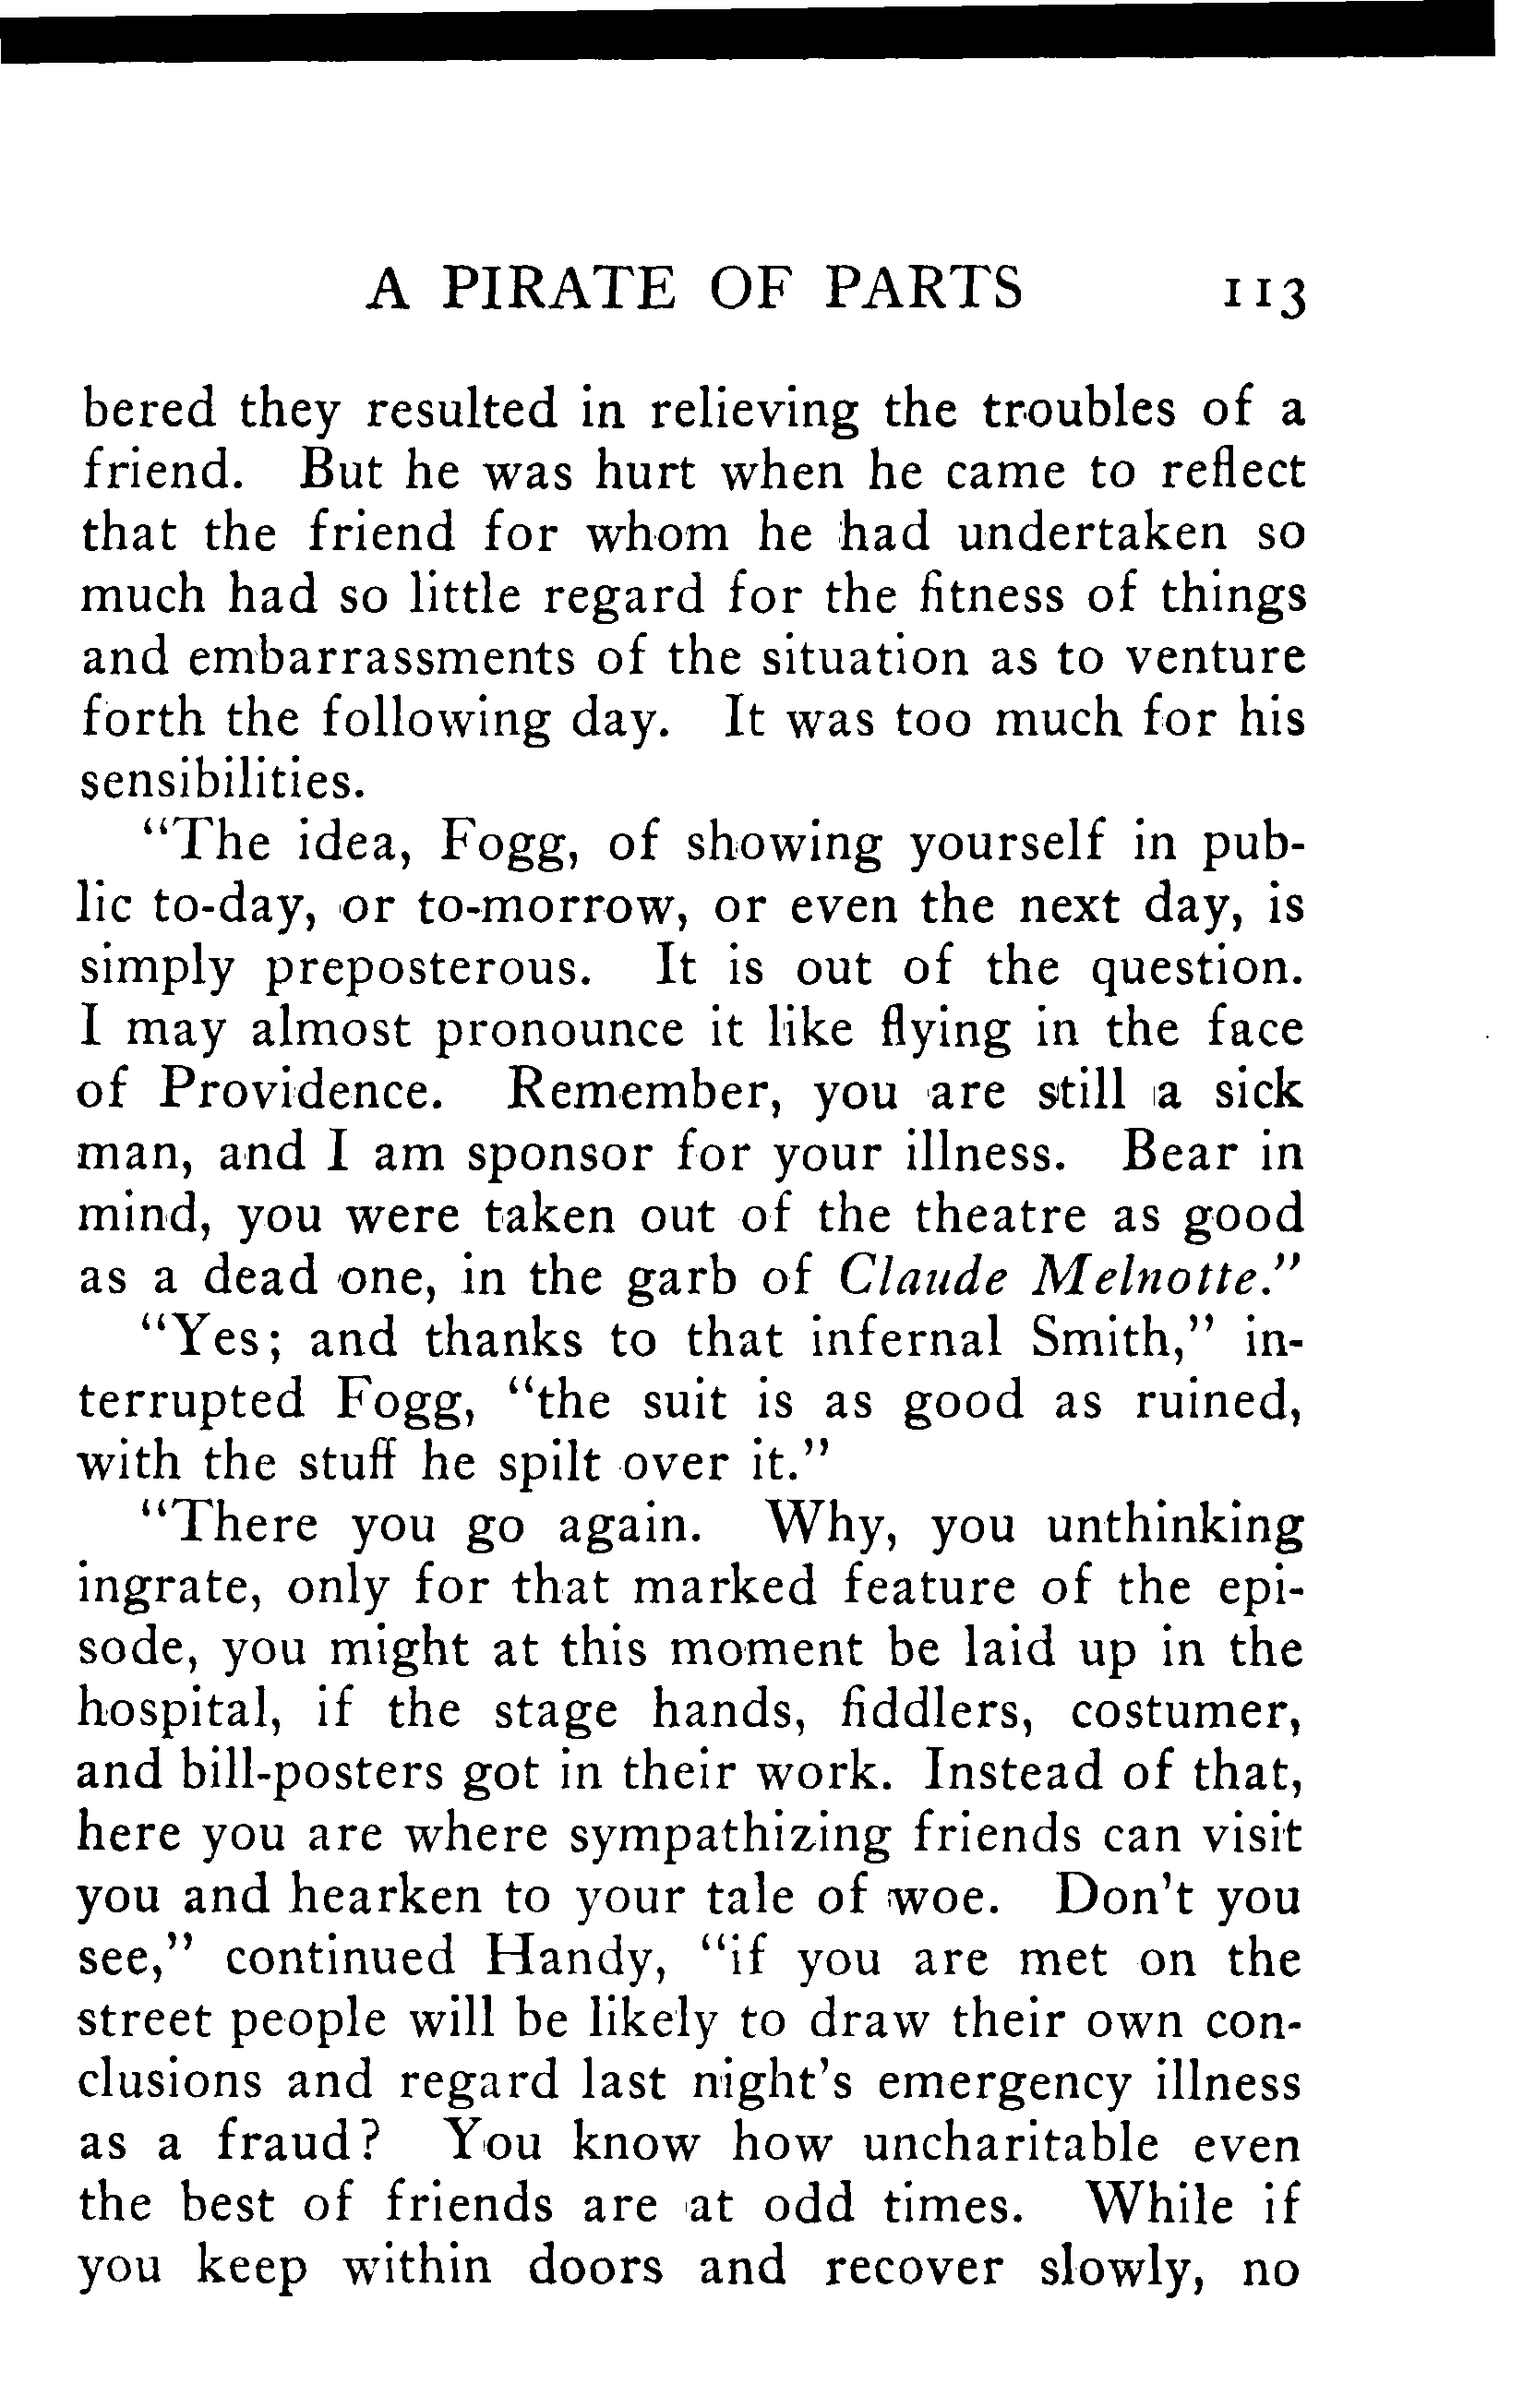 A PIRATE OF PARTS 113
bered they resulted in relieving the troubles of a
friend. But he was hurt when he came to reflect
that the friend for whom he had undertaken so
much had so little regard for the fitness of things
and embarrassments of the situation as to venture
forth the following day. It was too much for his
sensibilities.
"The idea, Fogg, of showing yourself in pub-
lic to-day, or to-morrow, or even the next day, is
simply preposterous. It is out of the question.
I may almost pronounce it like flying in the face
of Providence. Remember, you are still a sick
man, and I am sponsor for your illness. Bear in
mind, you were taken out of the theatre as good
as a dead one, in the garb of Claude Melnotte."
"Yes; and thanks to that infernal Smith," in-
terrupted Fogg, "the suit is as good as ruined,
with the stuff he spilt over it."
"There you go again. Why, you unthinking
ingrate, only for that marked feature of the epi-
sode, you might at this moment be laid up in the
hospital, if the stage hands, fiddlers, costumer,
and bill-posters got in their work. Instead of that,
here you are where sympathizing friends can visit
you and hearken to your tale of woe. Don't you
see," continued Handy, "if you are met on the
street people will be likely to draw their own con-
clusions and regard last night's emergency illness
as a fraud? You know how uncharitable even
the best of friends are at odd times. While if
you keep within doors and recover slowly, no